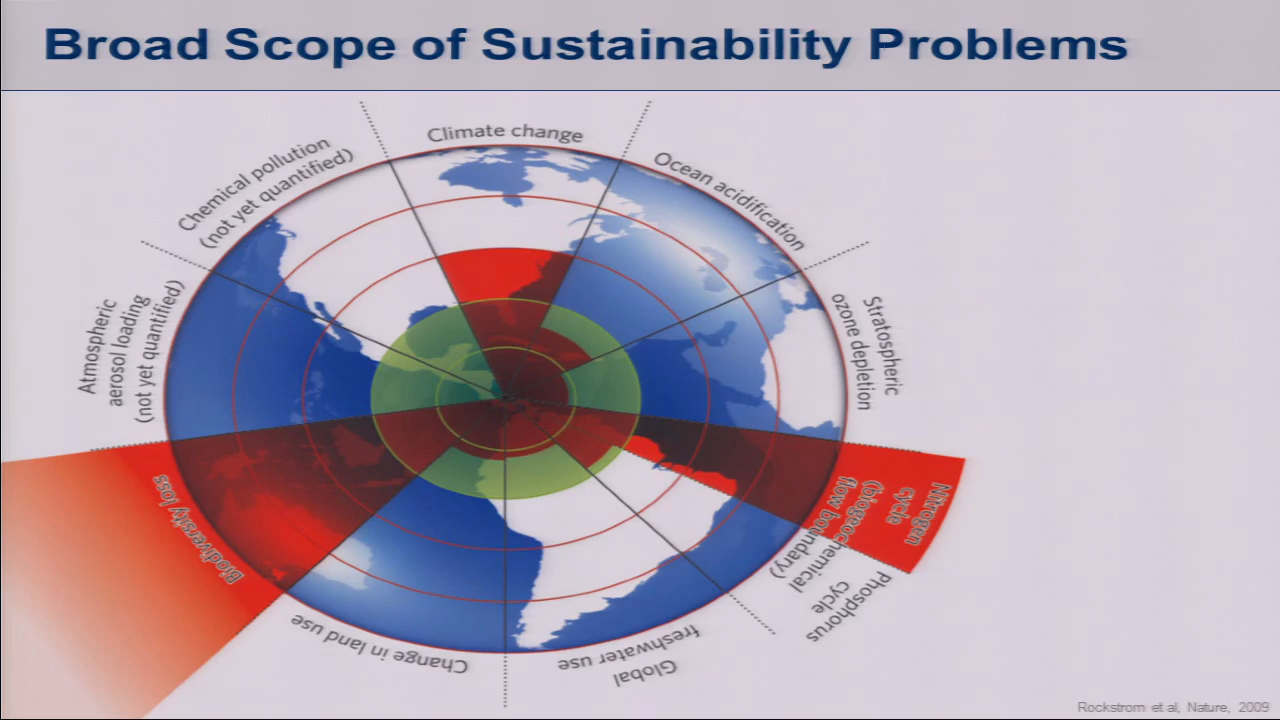 Broad Scope of Sustainability Problems
Climate change
Ocean acidification
Stratospheric
ozone depletion
Nitrogen
cycle
(biogeochemical
flow boundary)
Phosphorus
cycle
Global
freshwater use
Change in land use
Biodiversity loss
Atmospheric
aerosol loading
(not yet quantified)
Chemical pollution
(not yet quantified)
Rockstrom et al, Nature, 2009